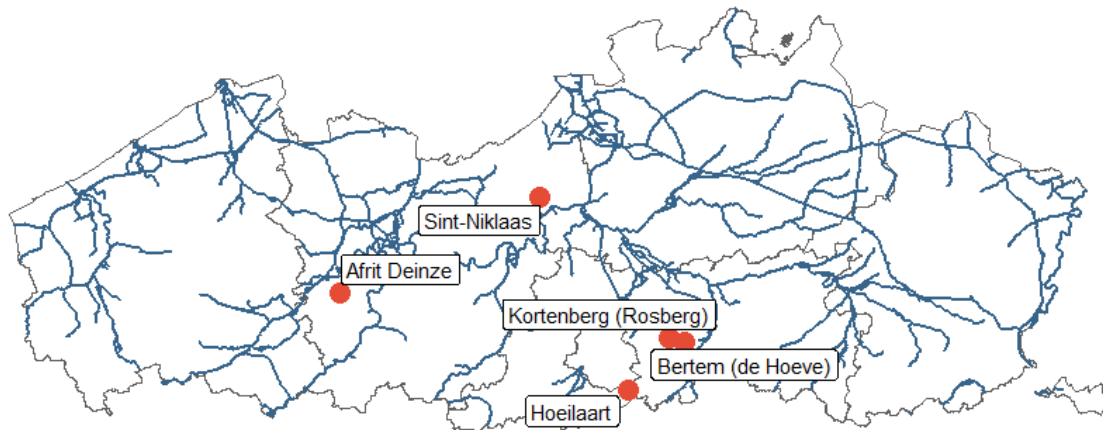 Sint-Niklaas
Afrit Deinze
Kortenberg (Rosberg)
Bertem (de Hoeve)
Hoeilaart